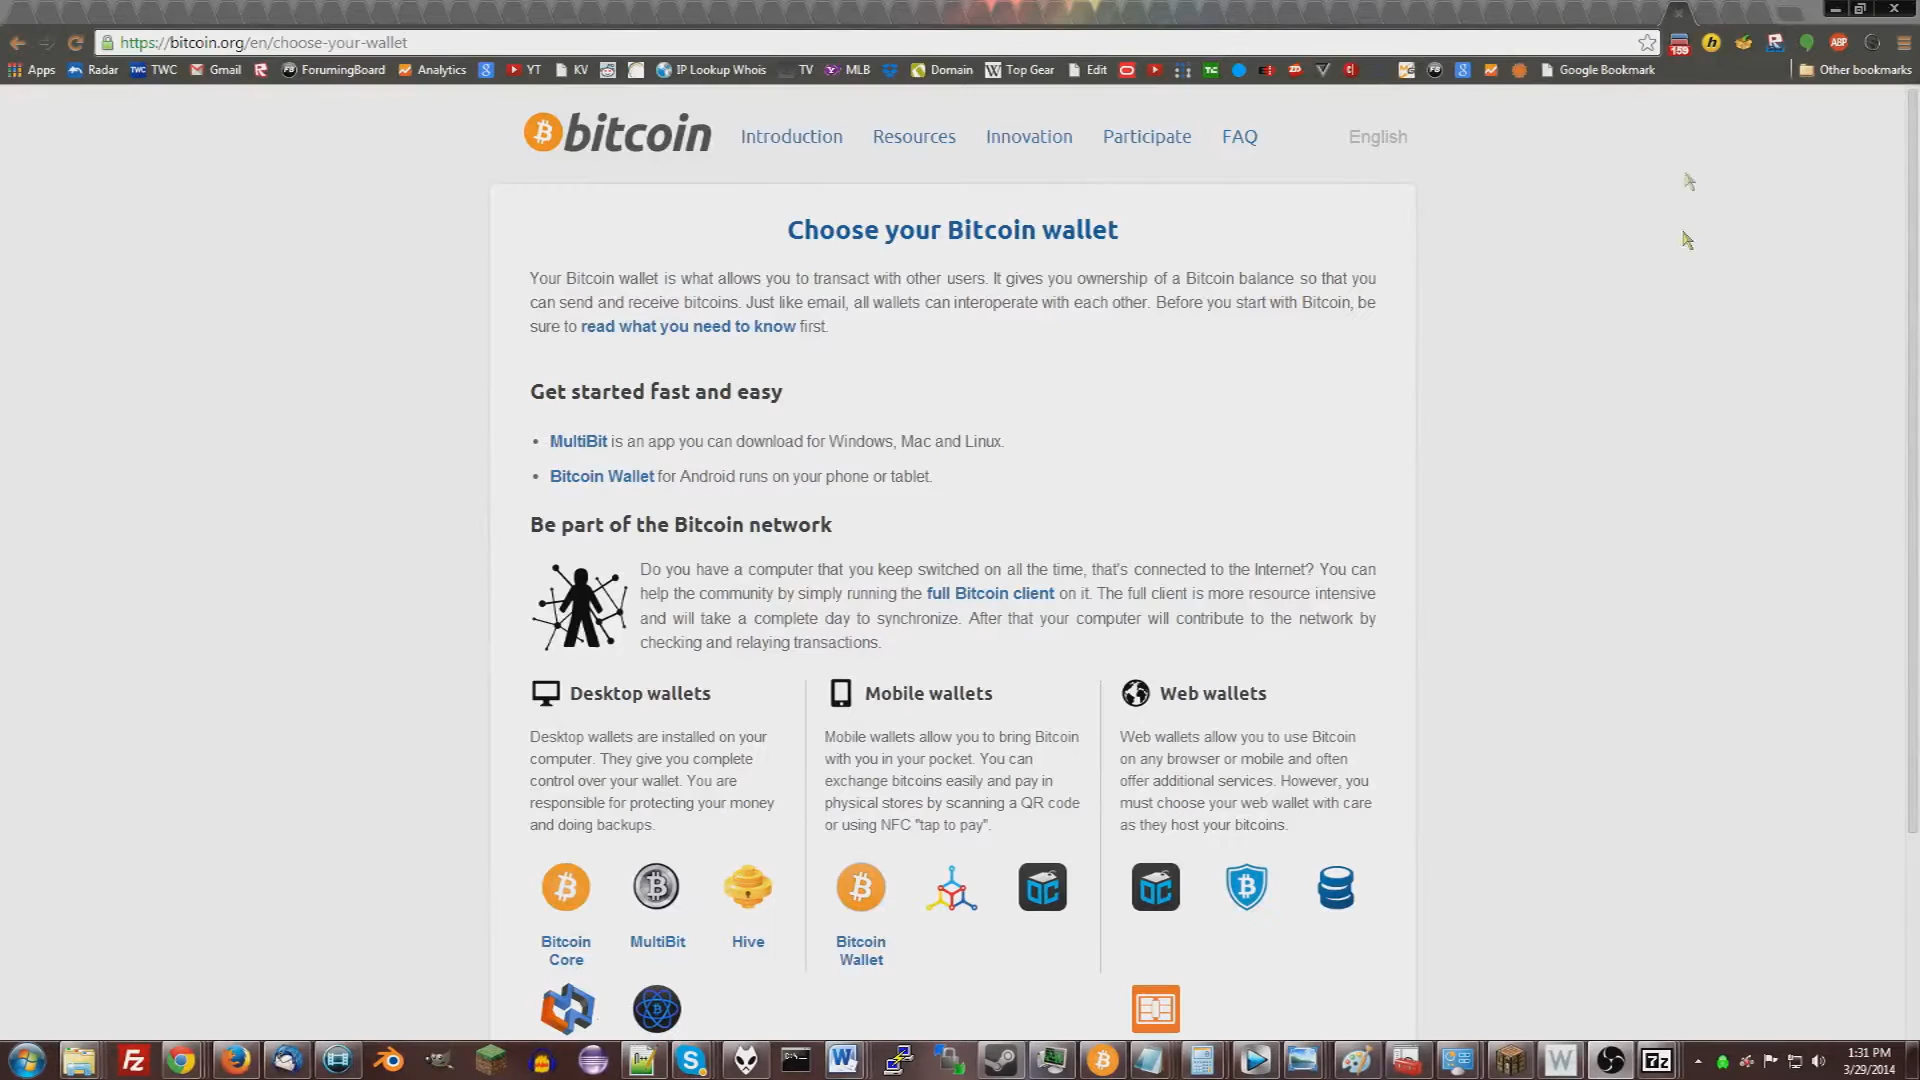 https://bitcoin.org/en/choose-your-wallet
159
ABP
Apps
Radar
TWC
TWC
Gmail
ForumingBoard
Analytics
YT
KV
IP Lookup Whois
TV
MLB
Domain
Top Gear
Edit
Google Bookmark
Other bookmarks
bitcoin
Introduction
Resources
Innovation
Participate
FAQ
English
Choose your Bitcoin wallet
Your Bitcoin wallet is what allows you to transact with other users. It gives you ownership of a Bitcoin balance so that you
can send and receive bitcoins. Just like email, all wallets can interoperate with each other. Before you start with Bitcoin, be
sure to read what you need to know first.
Get started fast and easy
• MultiBit is an app you can download for Windows, Mac and Linux.
• Bitcoin Wallet for Android runs on your phone or tablet.
Be part of the Bitcoin network
Do you have a computer that you keep switched on all the time, that's connected to the Internet? You can
help the community by simply running the full Bitcoin client on it. The full client is more resource intensive
and will take a complete day to synchronize. After that your computer will contribute to the network by
checking and relaying transactions.
Desktop wallets
Desktop wallets are installed on your
computer. They give you complete
control over your wallet. You are
responsible for protecting your money
and doing backups.
Bitcoin
Core
MultiBit
Hive
Mobile wallets
Mobile wallets allow you to bring Bitcoin
with you in your pocket. You can
exchange bitcoins easily and pay in
physical stores by scanning a QR code
or using NFC "tap to pay".
Bitcoin
Wallet
Web wallets
Web wallets allow you to use Bitcoin
on any browser or mobile and often
offer additional services. However, you
must choose your web wallet with care
as they host your bitcoins.
1:31 PM
3/29/2014